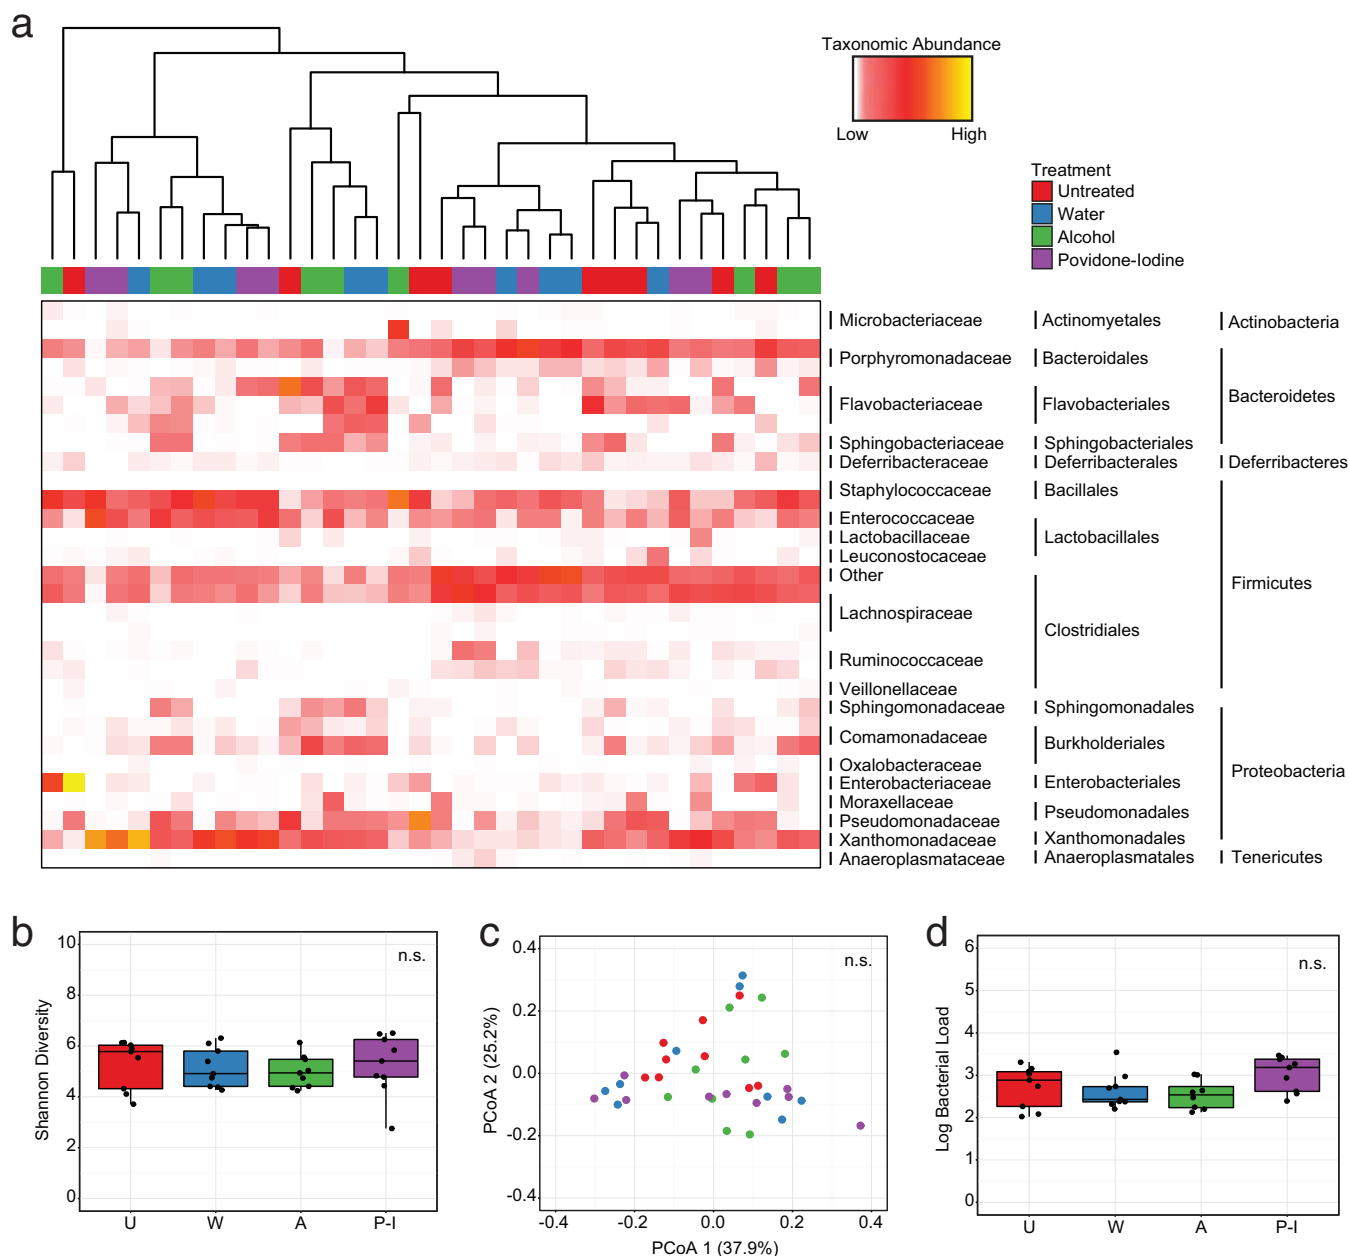 a
Taxonomic Abundance
Low High
Treatment
Untreated
Water
Alcohol
Povidone-Iodine
Microbacteriaceae Actinomyetales Actinobacteria
Porphyromonadaceae Bacteroidales
Bacteroidetes
Flavobacteriaceae Flavobacteriales
Sphingobacteriaceae Sphingobacteriales
Deferribacteraceae Deferribacterales Deferribacteres
Staphylococcaceae Bacillales
Enterococcaceae
Lactobacillaceae Lactobacillales
Leuconostocaceae
Other
Firmicutes
Lachnospiraceae
Clostridiales
Ruminococcaceae
Veillonellaceae
Sphingomonadaceae Sphingomonadales
Comamonadaceae Burkholderiales
Oxalobacteraceae
Proteobacteria
Enterobacteriaceae Enterobacteriales
Moraxellaceae
Pseudomonadales
Pseudomonadaceae
Xanthomonadaceae Xanthomonadales
Anaeroplasmataceae Anaeroplasmatales Tenericutes
b
Shannon Diversity
10
8
6
4
2
0
n.s.
U W A P-I
c
PCoA 2 (25.2%)
0.4
0.2
0.0
-0.2
-0.4
n.s.
-0.4 -0.2 0.0 0.2 0.4
PCoA 1 (37.9%)
d
Log Bacterial Load
6
5
4
3
2
1
0
n.s.
U W A P-I